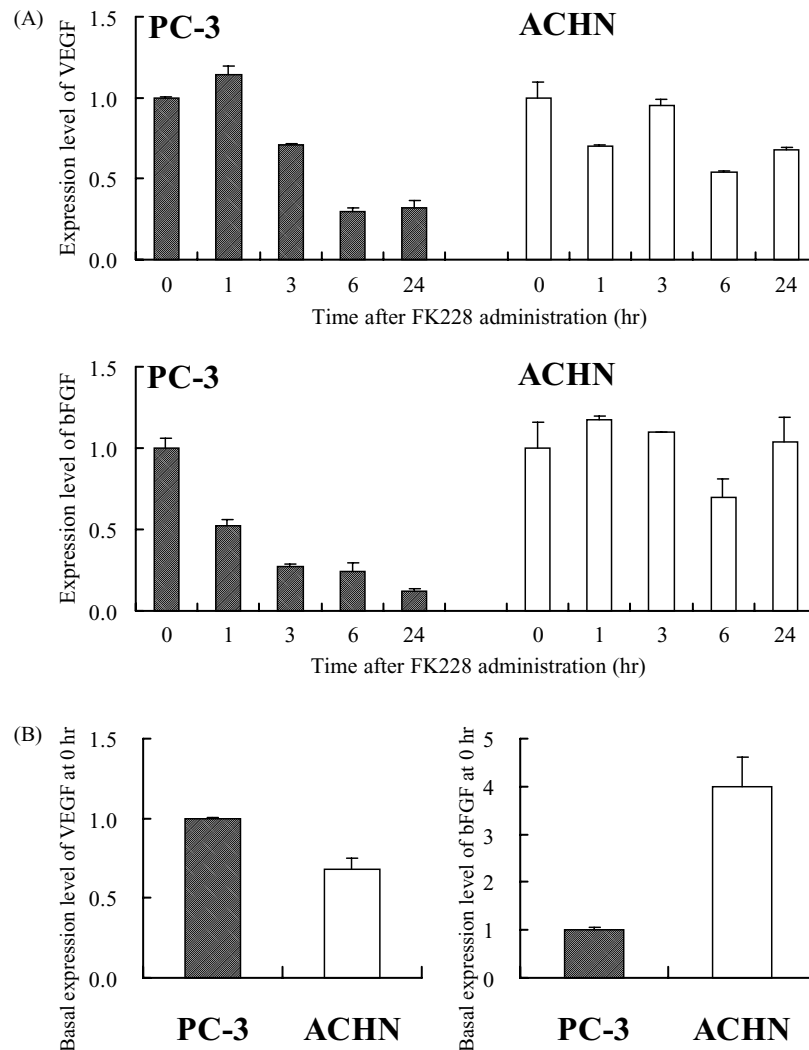 (A)
PC-3
ACHN
Expression level of VEGF
1.5
1.0
0.5
0.0
0 1 3 6 24 0 1 3 6 24
Time after FK228 administration (hr)
PC-3
ACHN
Expression level of bFGF
1.5
1.0
0.5
0.0
0 1 3 6 24 0 1 3 6 24
Time after FK228 administration (hr)
(B)
Basal expression level of VEGF at 0 hr
1.5
1.0
0.5
0.0
PC-3 ACHN
Basal expression level of bFGF at 0 hr
5
4
3
2
1
0
PC-3 ACHN